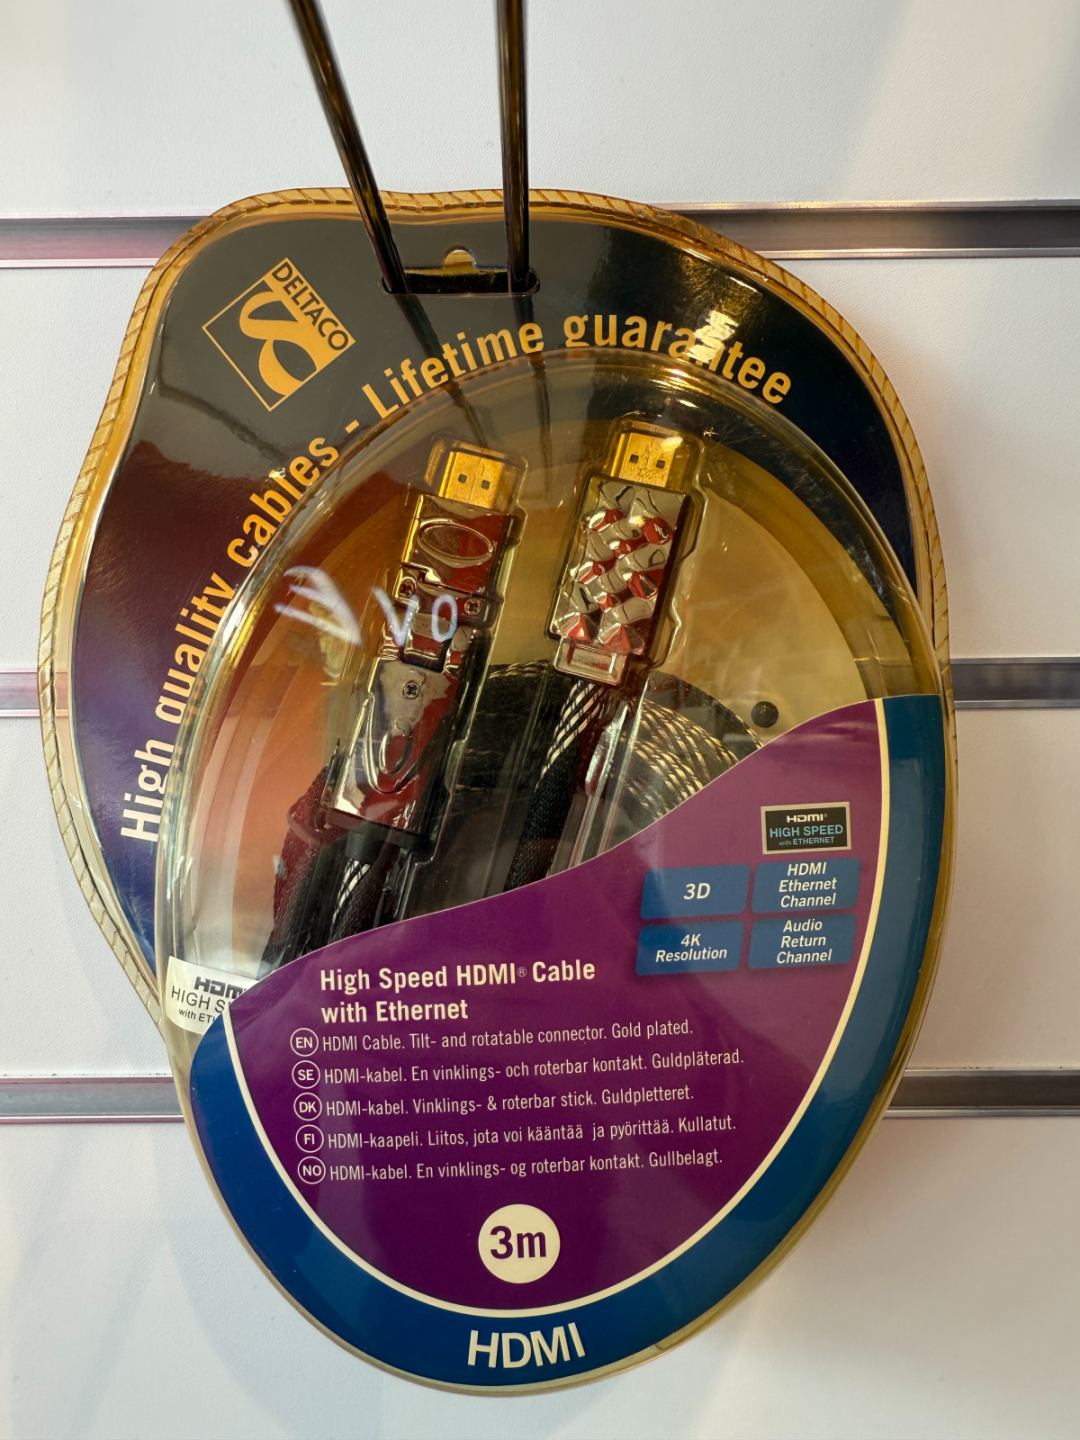 DELTACO
High quality cables - Lifetime guarantee
HDMI®
HIGH SPEED
with ETHERNET
3D
HDMI
Ethernet
Channel
4K
Resolution
Audio
Return
Channel
HDMI
HIGH
with
High Speed HDMI® Cable
with Ethernet
EN HDMI Cable. Tilt- and rotatable connector. Gold plated.
SE HDMI-kabel. En vinklings- och roterbar kontakt. Guldpläterad.
DK HDMI-kabel. Vinklings- & roterbar stick. Guldpletteret.
FI HDMI-kaapeli. Liitos, jota voi kääntää ja pyörittää. Kullatut.
NO HDMI-kabel. En vinklings- og roterbar kontakt. Gullbelagt.
3m
HDMI